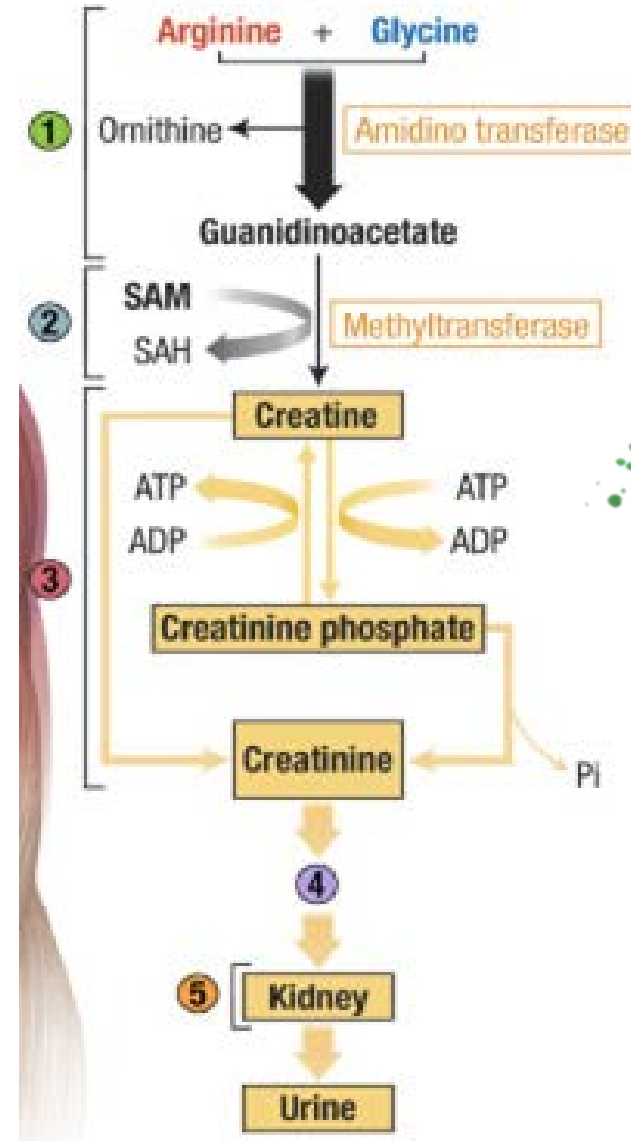 Arginine + Glycine
1
Ornithine
Amidino transferase
Guanidinoacetate
2
SAM
SAH
Methyltransferase
Creatine
3
ATP
ADP
ATP
ADP
Creatinine phosphate
Creatinine
Pi
4
5
Kidney
Urine